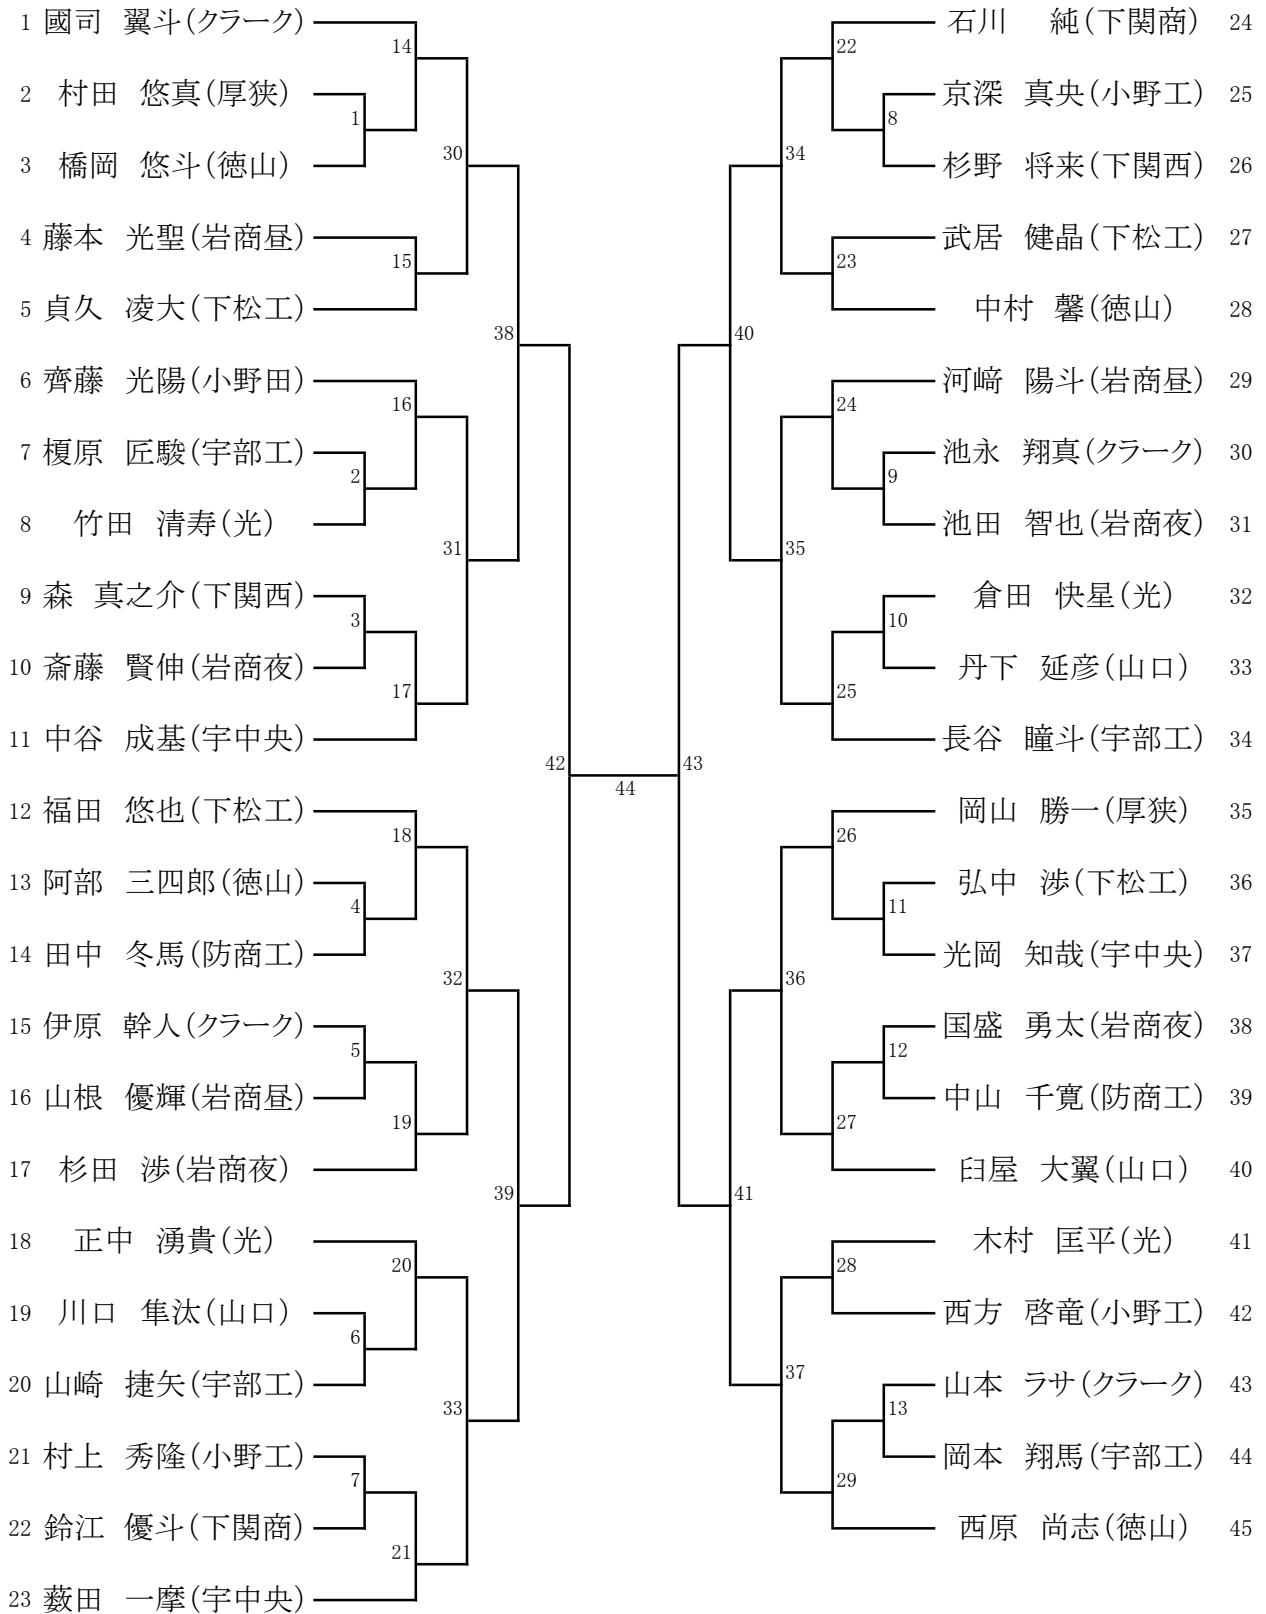 1 國司 翼斗(クラーク)
14
2 村田 悠真(厚狭)
1
3 橋岡 悠斗(徳山)
30
4 藤本 光聖(岩商昼)
15
5 貞久 凌大(下松工)
38
6 齊藤 光陽(小野田)
16
7 榎原 匠駿(宇部工)
2
8 竹田 清寿(光)
31
9 森 真之介(下関西)
3
10 斎藤 賢伸(岩商夜)
17
11 中谷 成基(宇中央)
42
12 福田 悠也(下松工)
18
13 阿部 三四郎(徳山)
4
14 田中 冬馬(防商工)
32
15 伊原 幹人(クラーク)
5
16 山根 優輝(岩商昼)
19
17 杉田 渉(岩商夜)
39
18 正中 湧貴(光)
20
19 川口 隼汰(山口)
6
20 山崎 捷矢(宇部工)
33
21 村上 秀隆(小野工)
7
22 鈴江 優斗(下関商)
21
23 薮田 一摩(宇中央)
44
石川 純(下関商) 24
22
京深 真央(小野工) 25
8
杉野 将来(下関西) 26
34
武居 健晶(下松工) 27
23
中村 馨(徳山) 28
40
河﨑 陽斗(岩商昼) 29
24
池永 翔真(クラーク) 30
9
池田 智也(岩商夜) 31
35
倉田 快星(光) 32
10
丹下 延彦(山口) 33
25
長谷 瞳斗(宇部工) 34
43
岡山 勝一(厚狭) 35
26
弘中 渉(下松工) 36
11
光岡 知哉(宇中央) 37
36
国盛 勇太(岩商夜) 38
12
中山 千寛(防商工) 39
27
臼屋 大翼(山口) 40
41
木村 匡平(光) 41
28
西方 啓竜(小野工) 42
37
山本 ラサ(クラーク) 43
13
岡本 翔馬(宇部工) 44
29
西原 尚志(徳山) 45